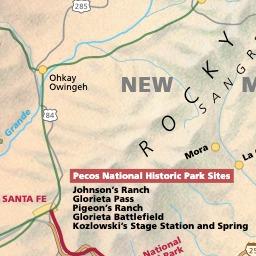 285
Ohkay
Owingeh
NEW
M
ROCKY
SANGR
Grande
84
Mora
La
SANTA FE
Pecos National Historic Park Sites
Johnson's Ranch
Glorieta Pass
Pigeon's Ranch
Glorieta Battlefield
Kozlowski's Stage Station and Spring
National
Park